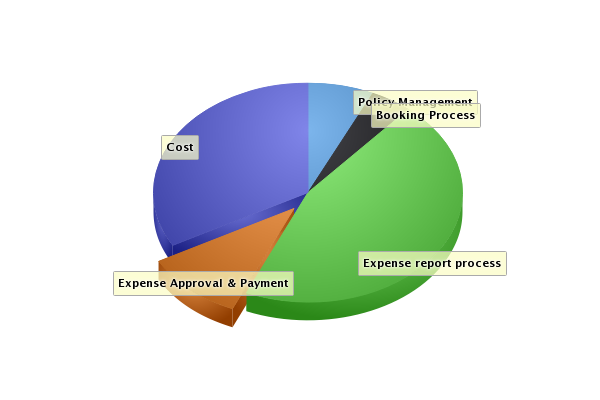 Policy Management
Booking Process
Cost
Expense report process
Expense Approval & Payment